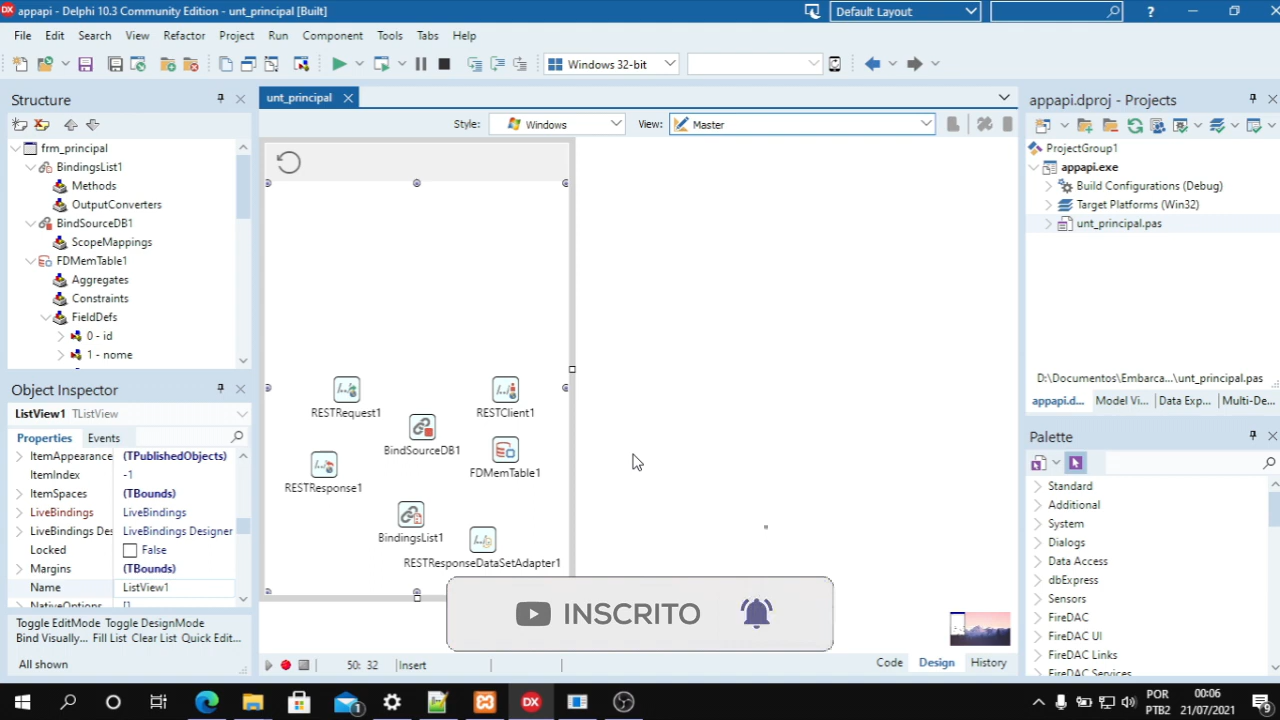 appapi - Delphi 10.3 Community Edition - unt_principal [Built]
Default Layout
?
File Edit Search View Refactor Project Run Component Tools Tabs Help
Windows 32-bit
Structure
frm_principal
BindingsList1
Methods
OutputConverters
BindSourceDB1
ScopeMappings
FDMemTable1
Aggregates
Constraints
FieldDefs
0 - id
1 - nome
Object Inspector
ListView1 TListView
Properties Events
ItemAppearance (TPublishedObjects)
ItemIndex -1
ItemSpaces (TBounds)
LiveBindings LiveBindings
LiveBindings Des LiveBindings Designer
Locked False
Margins (TBounds)
Name ListView1
NativeOptions []
Toggle EditMode Toggle DesignMode
Bind Visually... Fill List Clear List Quick Edit...
All shown
unt_principal
Style: Windows View: Master
RESTRequest1
RESTClient1
BindSourceDB1
FDMemTable1
RESTResponse1
BindingsList1
RESTResponseDataSetAdapter1
INSCRITO
50: 32 Insert
Code Design History
appapi.dproj - Projects
ProjectGroup1
appapi.exe
Build Configurations (Debug)
Target Platforms (Win32)
unt_principal.pas
D:\Documentos\Embarca...\unt_principal.pas
appapi.d... Model Vi... Data Exp... Multi-De...
Palette
Standard
Additional
System
Dialogs
Data Access
dbExpress
Sensors
FireDAC
FireDAC UI
FireDAC Links
FireDAC Services
DX
1
POR
PTB2
00:06
21/07/2021
9